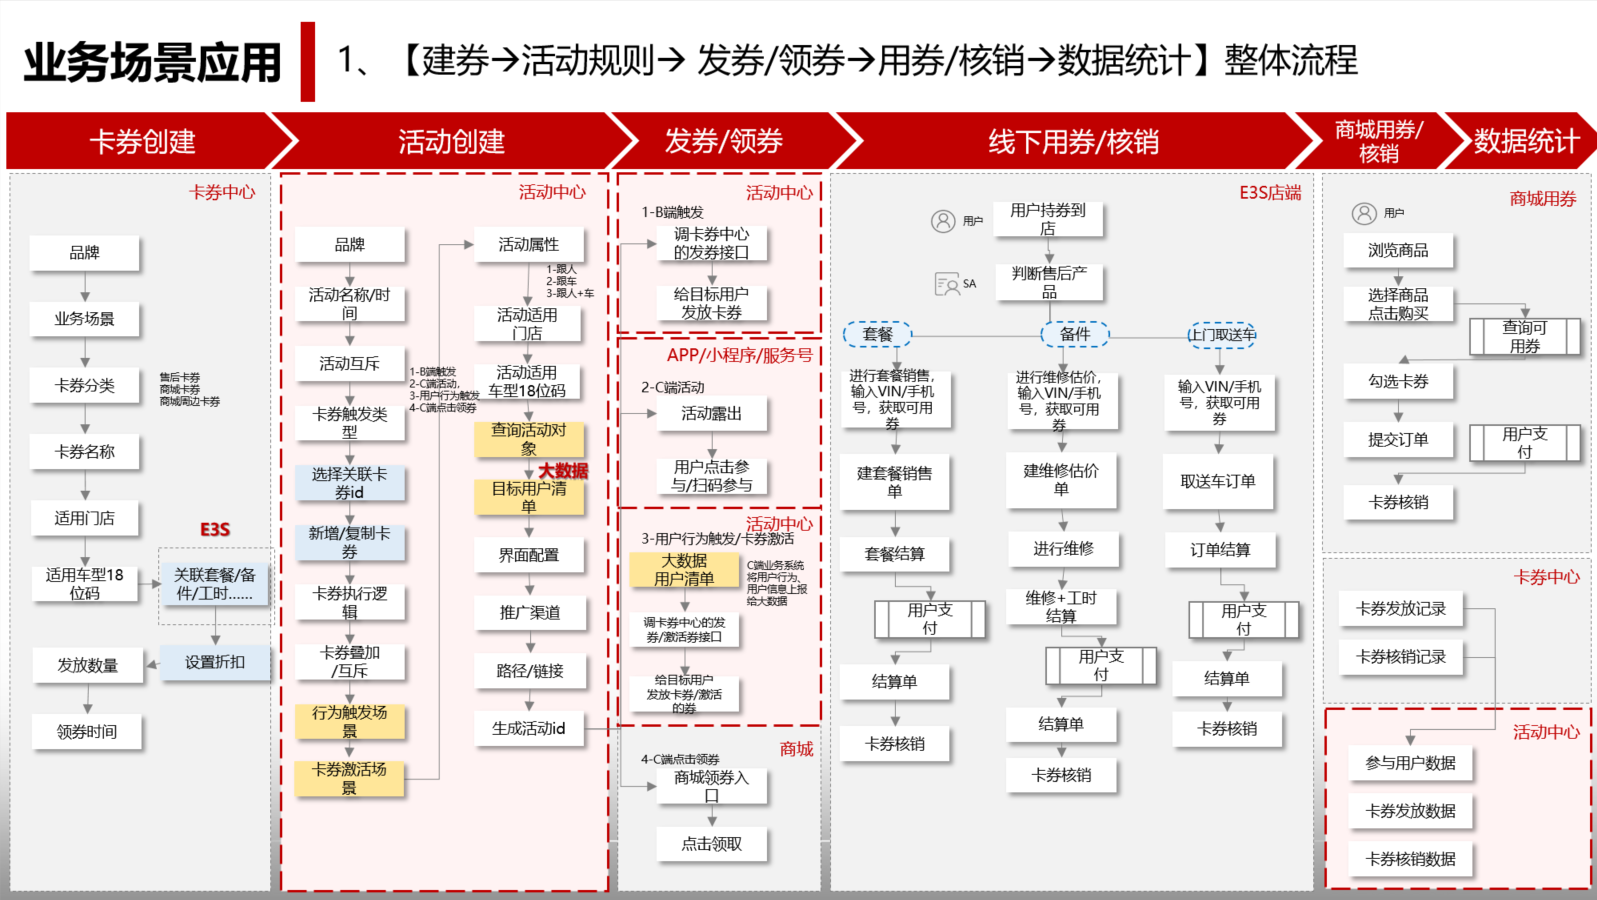 业务场景应用
1、【建券→活动规则→ 发券/领券→用券/核销→数据统计】整体流程
卡券创建
活动创建
发券/领券
线下用券/核销
商城用券/
核销
数据统计
卡券中心
品牌
业务场景
卡券分类
售后卡券
商城卡券
商城周边卡券
卡券名称
适用门店
E3S
适用车型18
位码
关联套餐/备
件/工时......
设置折扣
发放数量
领券时间
活动中心
品牌
活动名称/时
间
活动互斥
卡券触发类
型
1-B端触发
2-C端活动,
3-用户行为触发
4-C端点击领券
选择关联卡
券id
新增/复制卡
券
卡券执行逻
辑
卡券叠加
/互斥
行为触发场
景
卡券激活场
景
活动属性
1-跟人
2-跟车
3-跟人+车
活动适用
门店
活动适用
车型18位码
查询活动对
象
大数据
目标用户清
单
界面配置
推广渠道
路径/链接
生成活动id
活动中心
1-B端触发
调卡券中心
的发券接口
给目标用户
发放卡券
APP/小程序/服务号
2-C端活动
活动露出
用户点击参
与/扫码参与
活动中心
3-用户行为触发/卡券激活
大数据
用户清单
C端业务系统
将用户行为、
用户信息上报
给大数据
调卡券中心的发
券/激活券接口
给目标用户
发放卡券/激活
的券
商城
4-C端点击领券
商城领券入
口
点击领取
E3S店端
用户
用户持券到
店
SA
判断售后产
品
套餐
备件
上门取送车
进行套餐销售,
输入VIN/手机
号，获取可用
券
建套餐销售
单
套餐结算
用户支
付
结算单
卡券核销
进行维修估价,
输入VIN/手机
号，获取可用
券
建维修估价
单
进行维修
维修+工时
结算
用户支
付
结算单
卡券核销
输入VIN/手机
号，获取可用
券
取送车订单
订单结算
用户支
付
结算单
卡券核销
商城用券
用户
浏览商品
选择商品
点击购买
查询可
用券
勾选卡券
提交订单
用户支
付
卡券核销
卡券中心
卡券发放记录
卡券核销记录
活动中心
参与用户数据
卡券发放数据
卡券核销数据